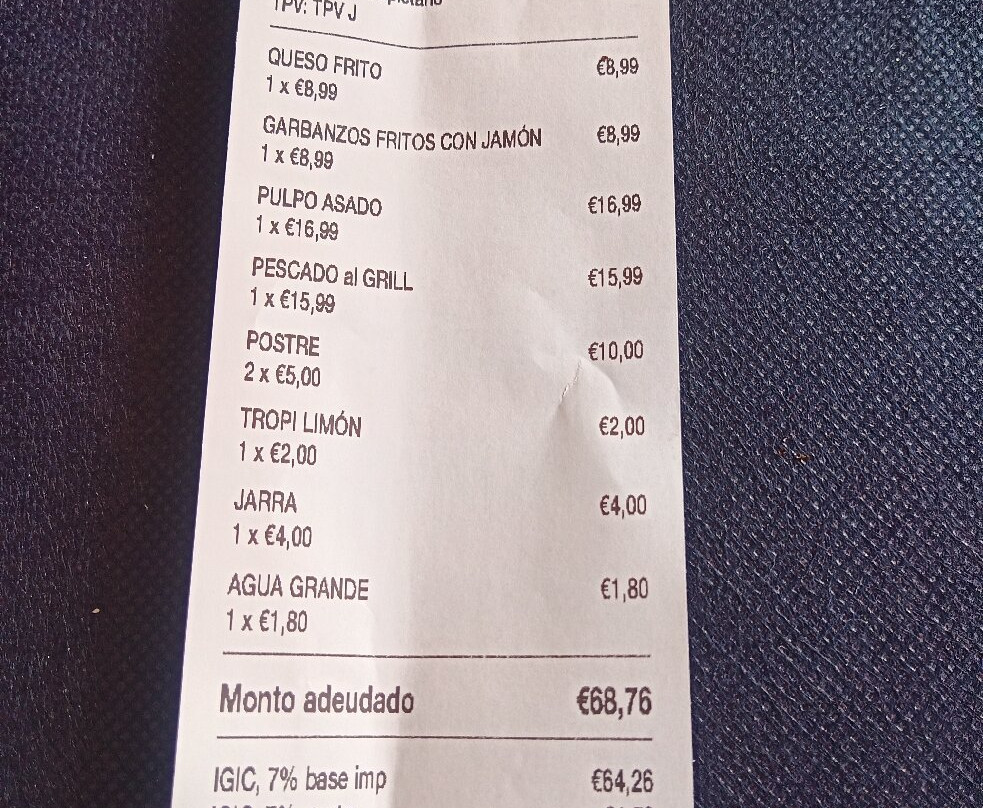 TPV: TPV J
QUESO FRITO €8,99
1 x €8,99
GARBANZOS FRITOS CON JAMÓN €8,99
1 x €8,99
PULPO ASADO €16,99
1 x €16,99
PESCADO al GRILL €15,99
1 x €15,99
POSTRE €10,00
2 x €5,00
TROPI LIMÓN €2,00
1 x €2,00
JARRA €4,00
1 x €4,00
AGUA GRANDE €1,80
1 x €1,80
Monto adeudado €68,76
IGIC, 7% base imp €64,26